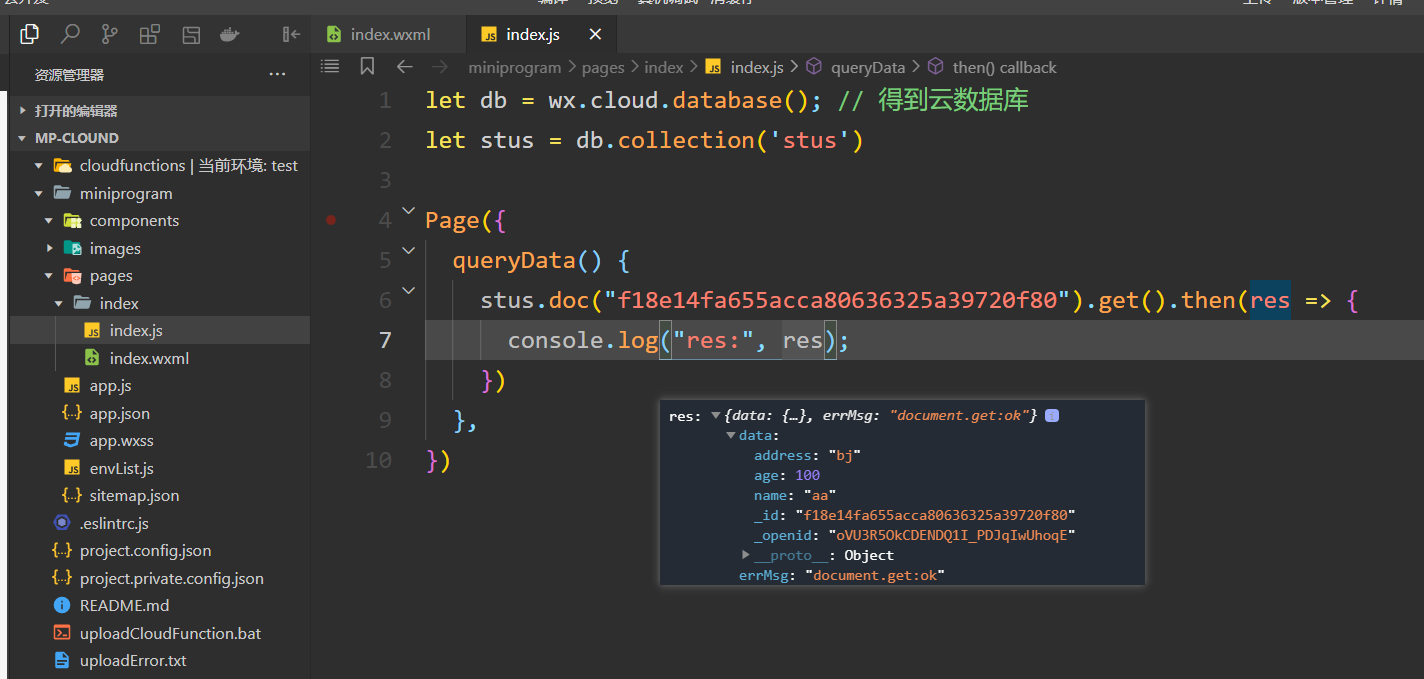 index.wxml
index.js
资源管理器
miniprogram
pages
index
index.js
queryData
then() callback
打开的编辑器
MP-CLOUND
cloudfunctions | 当前环境: test
miniprogram
components
images
pages
index
index.js
index.wxml
app.js
app.json
app.wxss
envList.js
sitemap.json
.eslintrc.js
project.config.json
project.private.config.json
README.md
uploadCloudFunction.bat
uploadError.txt
1 let db = wx.cloud.database(); // 得到云数据库
2 let stus = db.collection('stus')
3
4 Page({
5 queryData() {
6 stus.doc("f18e14fa655acca80636325a39720f80").get().then(res => {
7 console.log("res:", res);
8 })
9 },
10 })
res: {data: {…}, errMsg: "document.get:ok"}
data:
address: "bj"
age: 100
name: "aa"
_id: "f18e14fa655acca80636325a39720f80"
_openid: "oVU3R5OkCDENDQ1I_PDJqIwUhoqE"
__proto__: Object
errMsg: "document.get:ok"